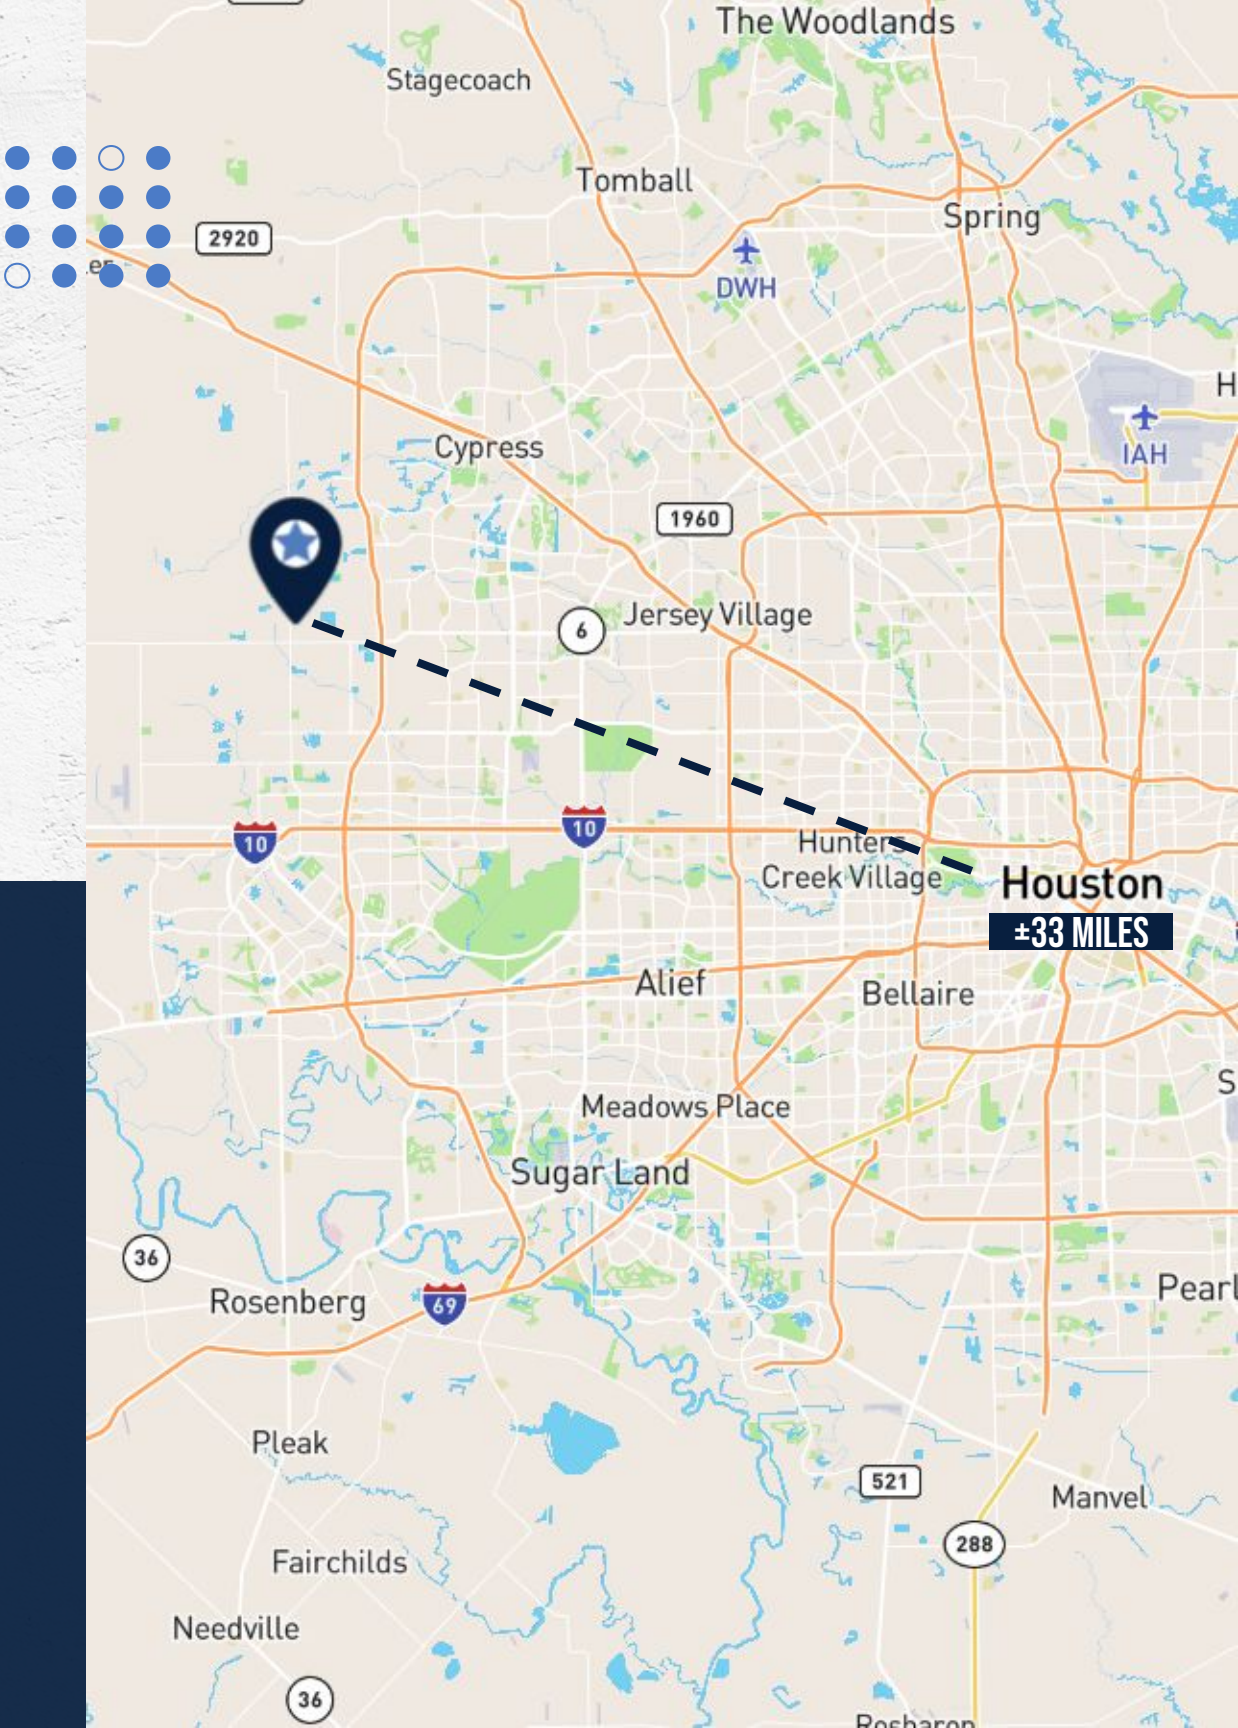 The Woodlands
Stagecoach
Tomball
Spring
2920
er
DWH
H
IAH
Cypress
1960
6
Jersey Village
10
10
Hunters
Creek Village
Houston
±33 MILES
Alief
Bellaire
S
Meadows Place
Sugar Land
36
Rosenberg
69
Pearl
Pleak
521
Manvel
288
Fairchilds
Needville
36
Rosharon